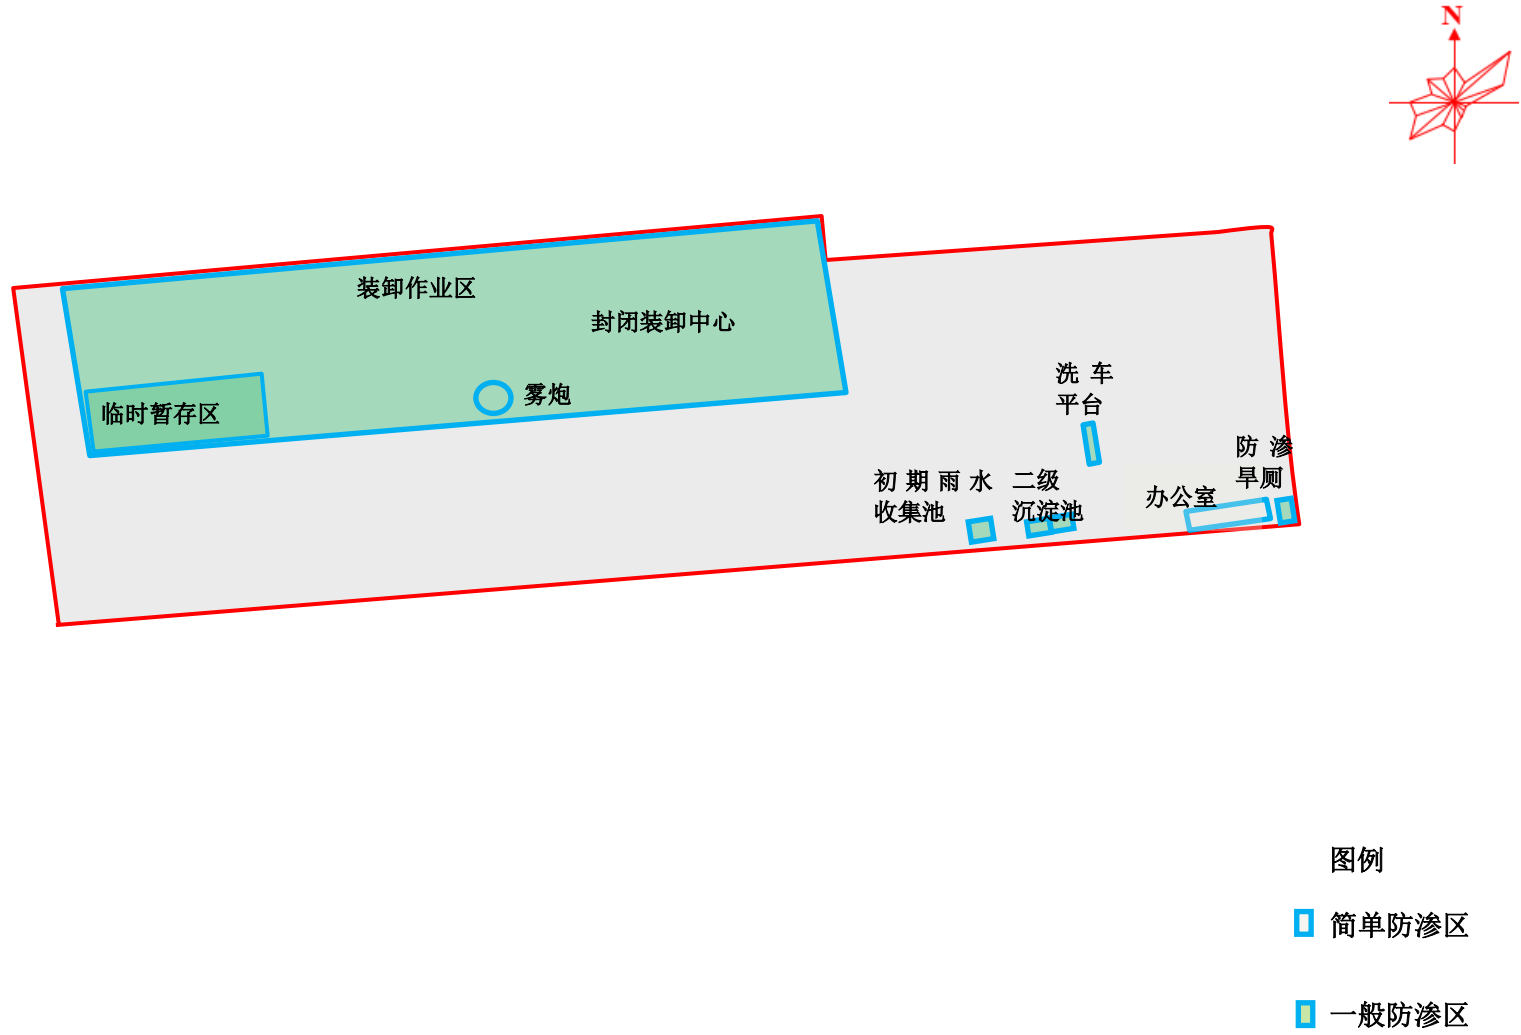 N
装卸作业区
封闭装卸中心
洗 车
平台
雾炮
临时暂存区
防 渗
旱厕
初 期 雨 水
收集池
二级
沉淀池
办公室
图例
简单防渗区
一般防渗区